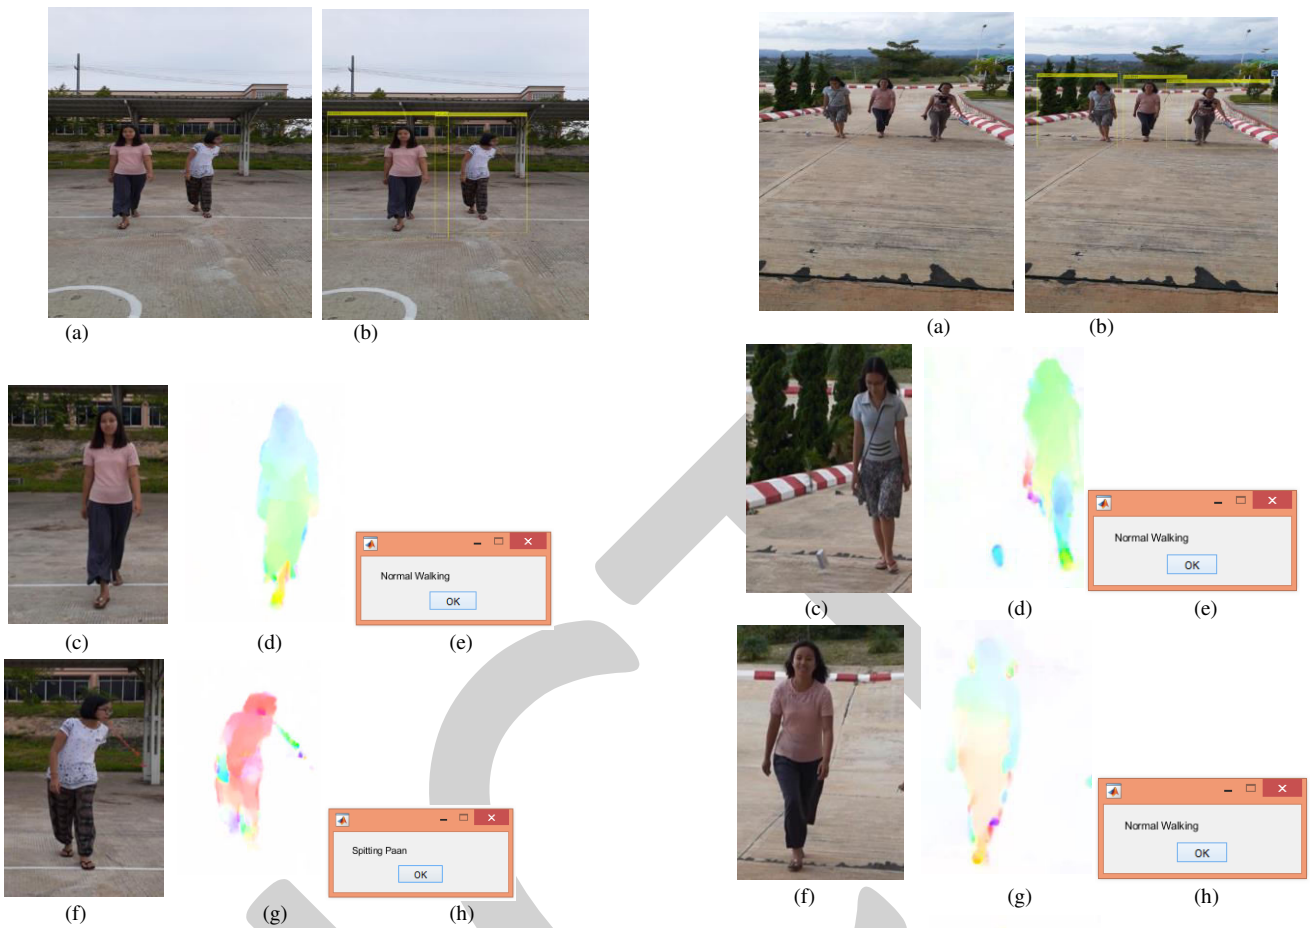 (a)
(b)
(c)
(d)
Normal Walking
OK
(e)
(f)
(g)
Spitting Paan
OK
(h)
(a)
(b)
(c)
(d)
Normal Walking
OK
(e)
(f)
(g)
Normal Walking
OK
(h)